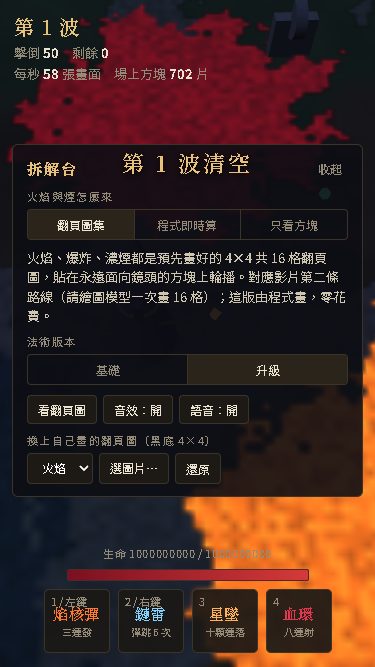 第 1 波
擊倒 50 剩餘 0
每秒 58 張畫面 場上方塊 702 片
第 1 波清空
拆解台 收起
火焰與煙怎麼來
翻頁圖集 程式即時算 只看方塊
火焰、爆炸、濃煙都是預先畫好的 4×4 共 16 格翻頁
圖，貼在永遠面向鏡頭的方塊上輪播。對應影片第二條
路線（請繪圖模型一次畫 16 格）；這版由程式畫，零花
費。
法術版本
基礎 升級
看翻頁圖 音效：開 語音：開
換上自己畫的翻頁圖（黑底 4×4）
火焰 選圖片⋯ 還原
生命 1000000000 / 1000000000
1/左鍵 2/右鍵 3 4
焰核彈 鏈雷 星墜 血環
三連發 彈跳 6 次 十顆連落 八連射